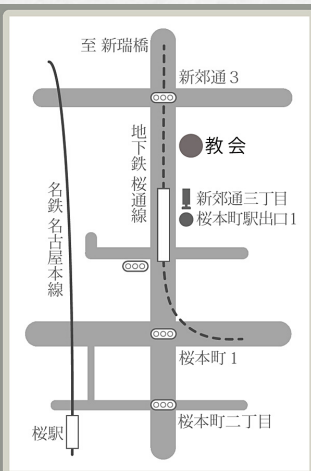 至 新瑞橋
新郊通3
地下鉄 桜通線
教会
名鉄 名古屋本線
新郊通三丁目
桜本町駅出口1
桜本町1
桜本町二丁目
桜駅